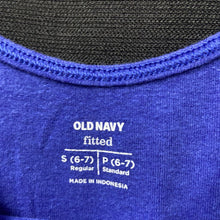 OLD NAVY
fitted
S (6-7) P (6-7)
Regular Standard
MADE IN INDONESIA